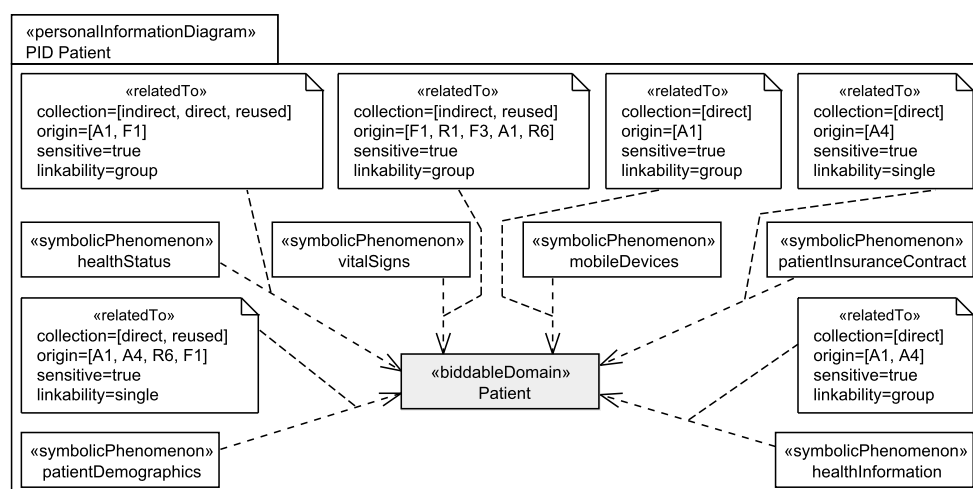 «personalInformationDiagram»
PID Patient
«relatedTo»
collection=[indirect, direct, reused]
origin=[A1, F1]
sensitive=true
linkability=group
«relatedTo»
collection=[indirect, reused]
origin=[F1, R1, F3, A1, R6]
sensitive=true
linkability=group
«relatedTo»
collection=[direct]
origin=[A1]
sensitive=true
linkability=group
«relatedTo»
collection=[direct]
origin=[A4]
sensitive=true
linkability=single
«symbolicPhenomenon»
healthStatus
«symbolicPhenomenon»
vitalSigns
«symbolicPhenomenon»
mobileDevices
«symbolicPhenomenon»
patientInsuranceContract
«relatedTo»
collection=[direct, reused]
origin=[A1, A4, R6, F1]
sensitive=true
linkability=single
«biddableDomain»
Patient
«relatedTo»
collection=[direct]
origin=[A1, A4]
sensitive=true
linkability=group
«symbolicPhenomenon»
patientDemographics
«symbolicPhenomenon»
healthInformation